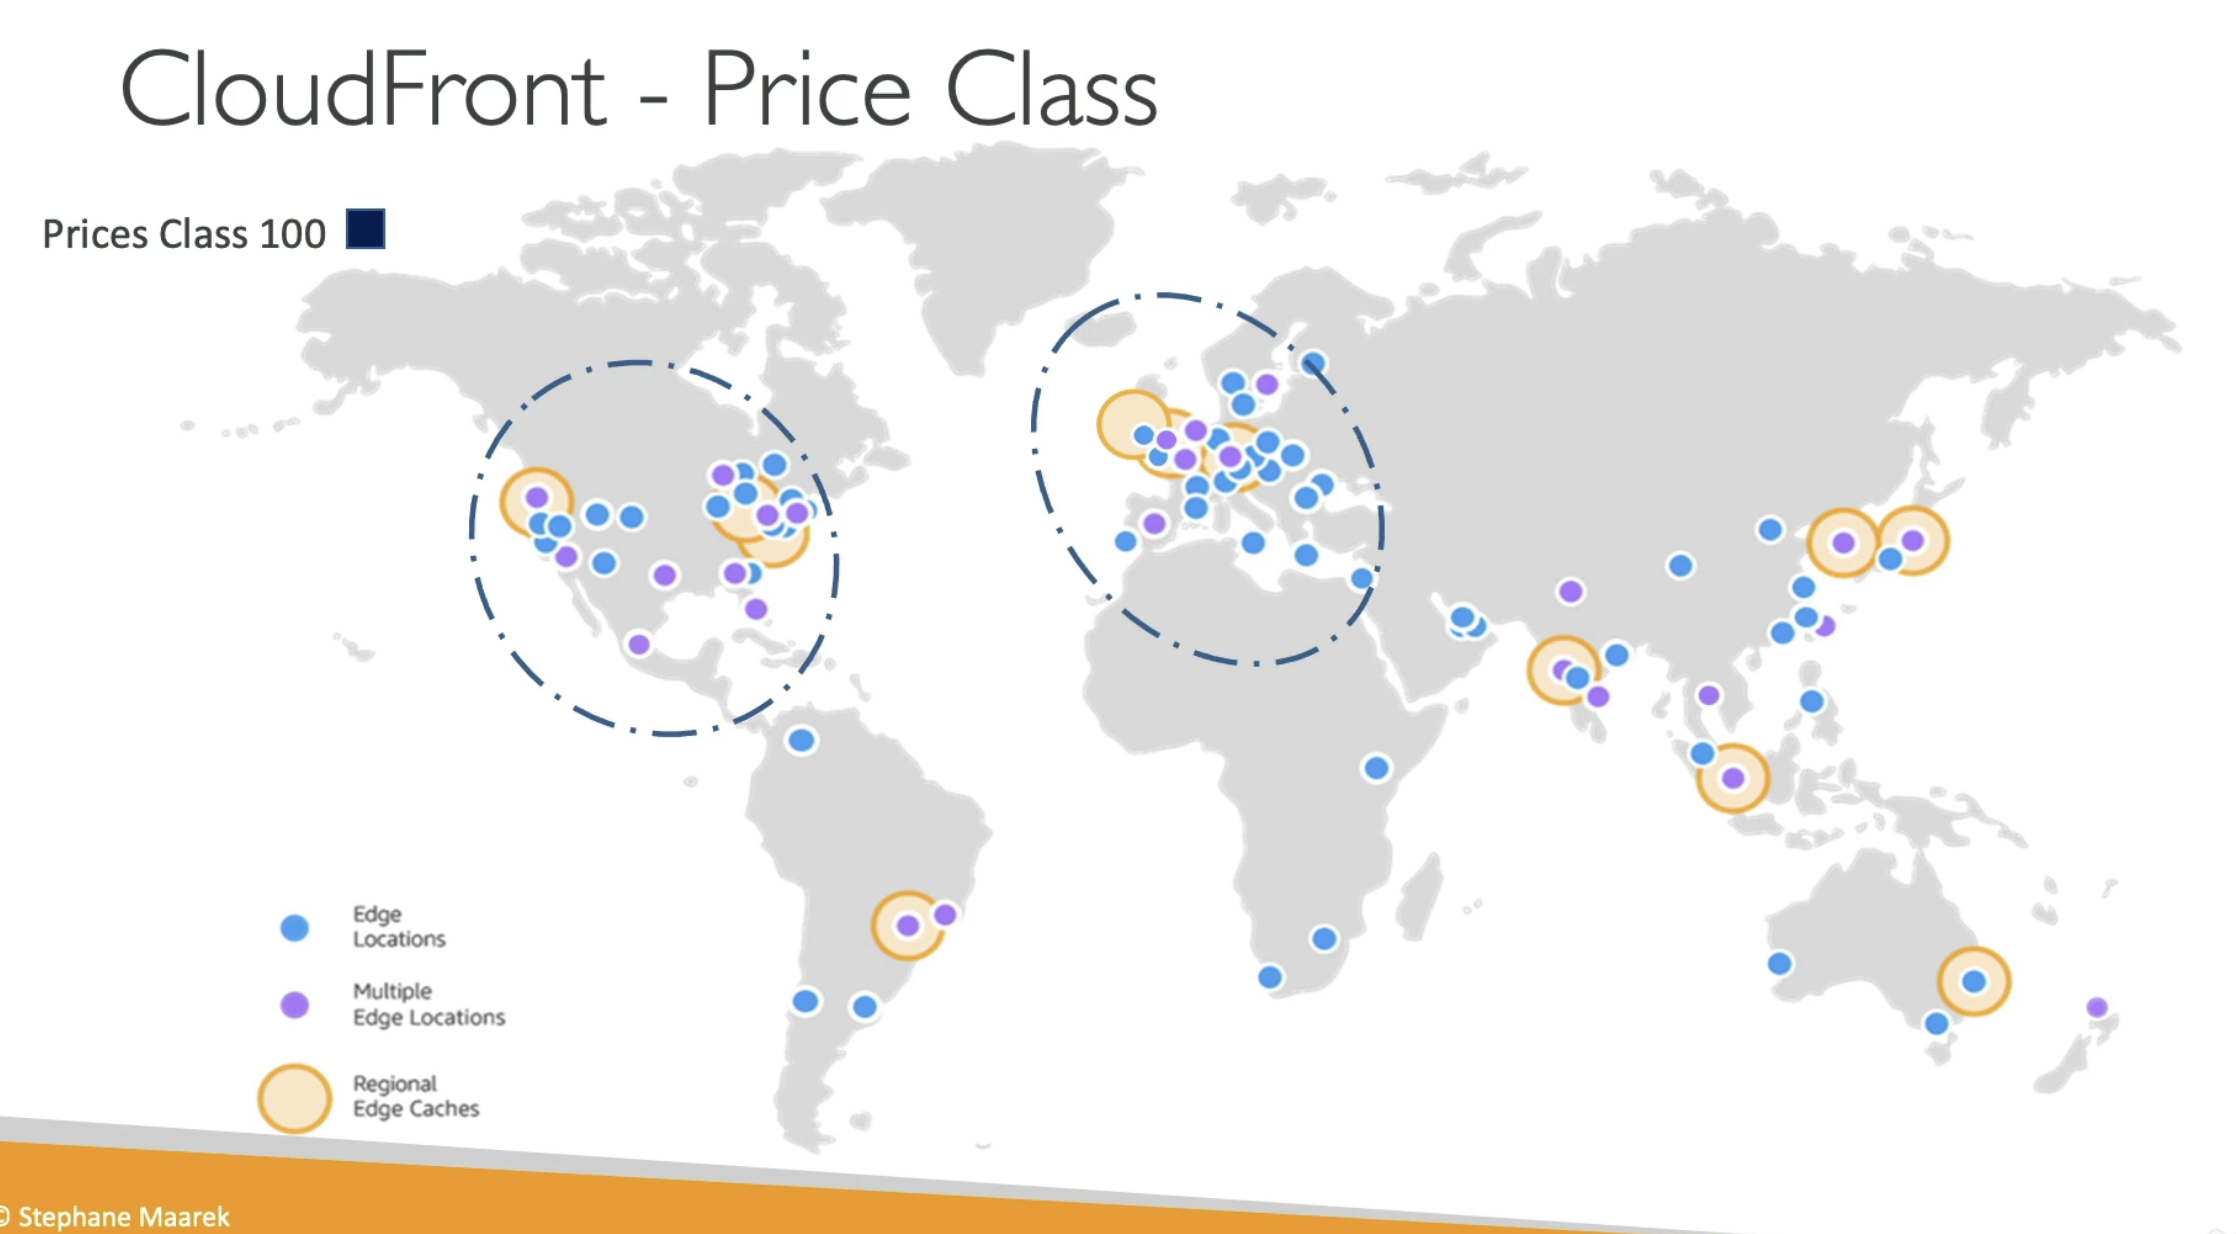 CloudFront - Price Class
Prices Class 100
Edge
Locations
Multiple
Edge Locations
Regional
Edge Caches
© Stephane Maarek